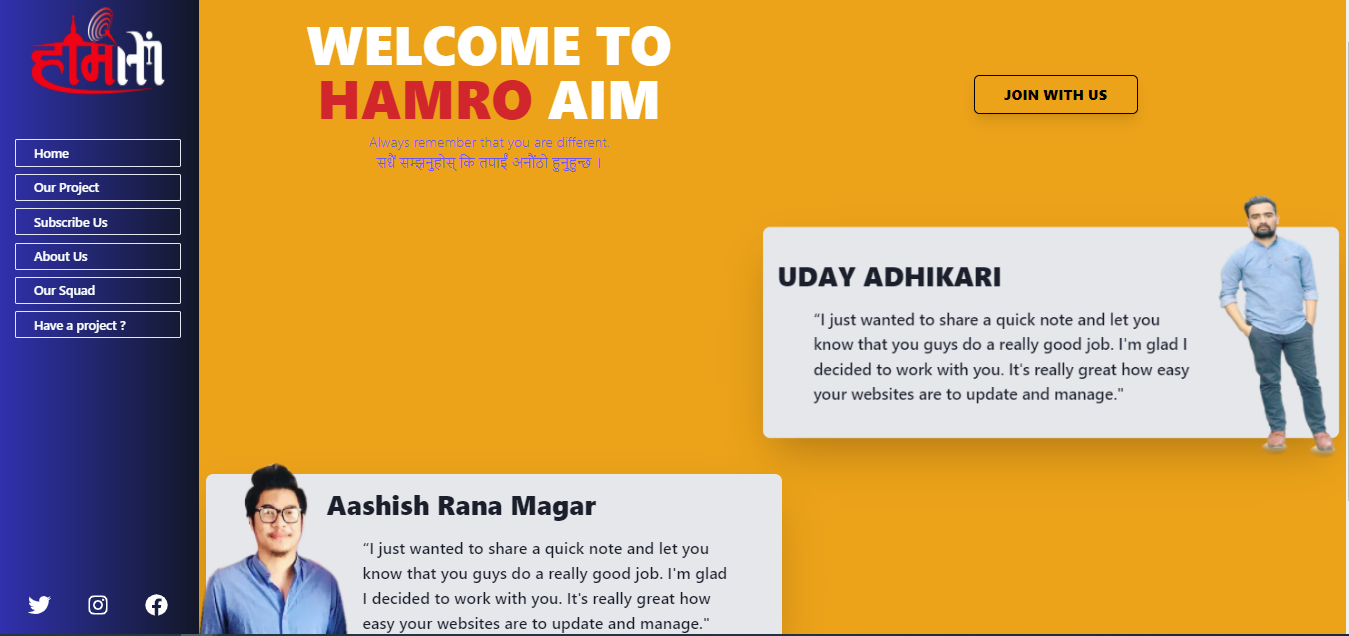 Home
Our Project
Subscribe Us
About Us
Our Squad
Have a project ?
WELCOME TO
HAMRO AIM
Always remember that you are different.
सधैं सम्झनुहोस् कि तपाईं अनौंठो हुनुहुन्छ ।
JOIN WITH US
UDAY ADHIKARI
“I just wanted to share a quick note and let you
know that you guys do a really good job. I'm glad I
decided to work with you. It's really great how easy
your websites are to update and manage."
Aashish Rana Magar
“I just wanted to share a quick note and let you
know that you guys do a really good job. I'm glad
I decided to work with you. It's really great how
easy your websites are to update and manage."